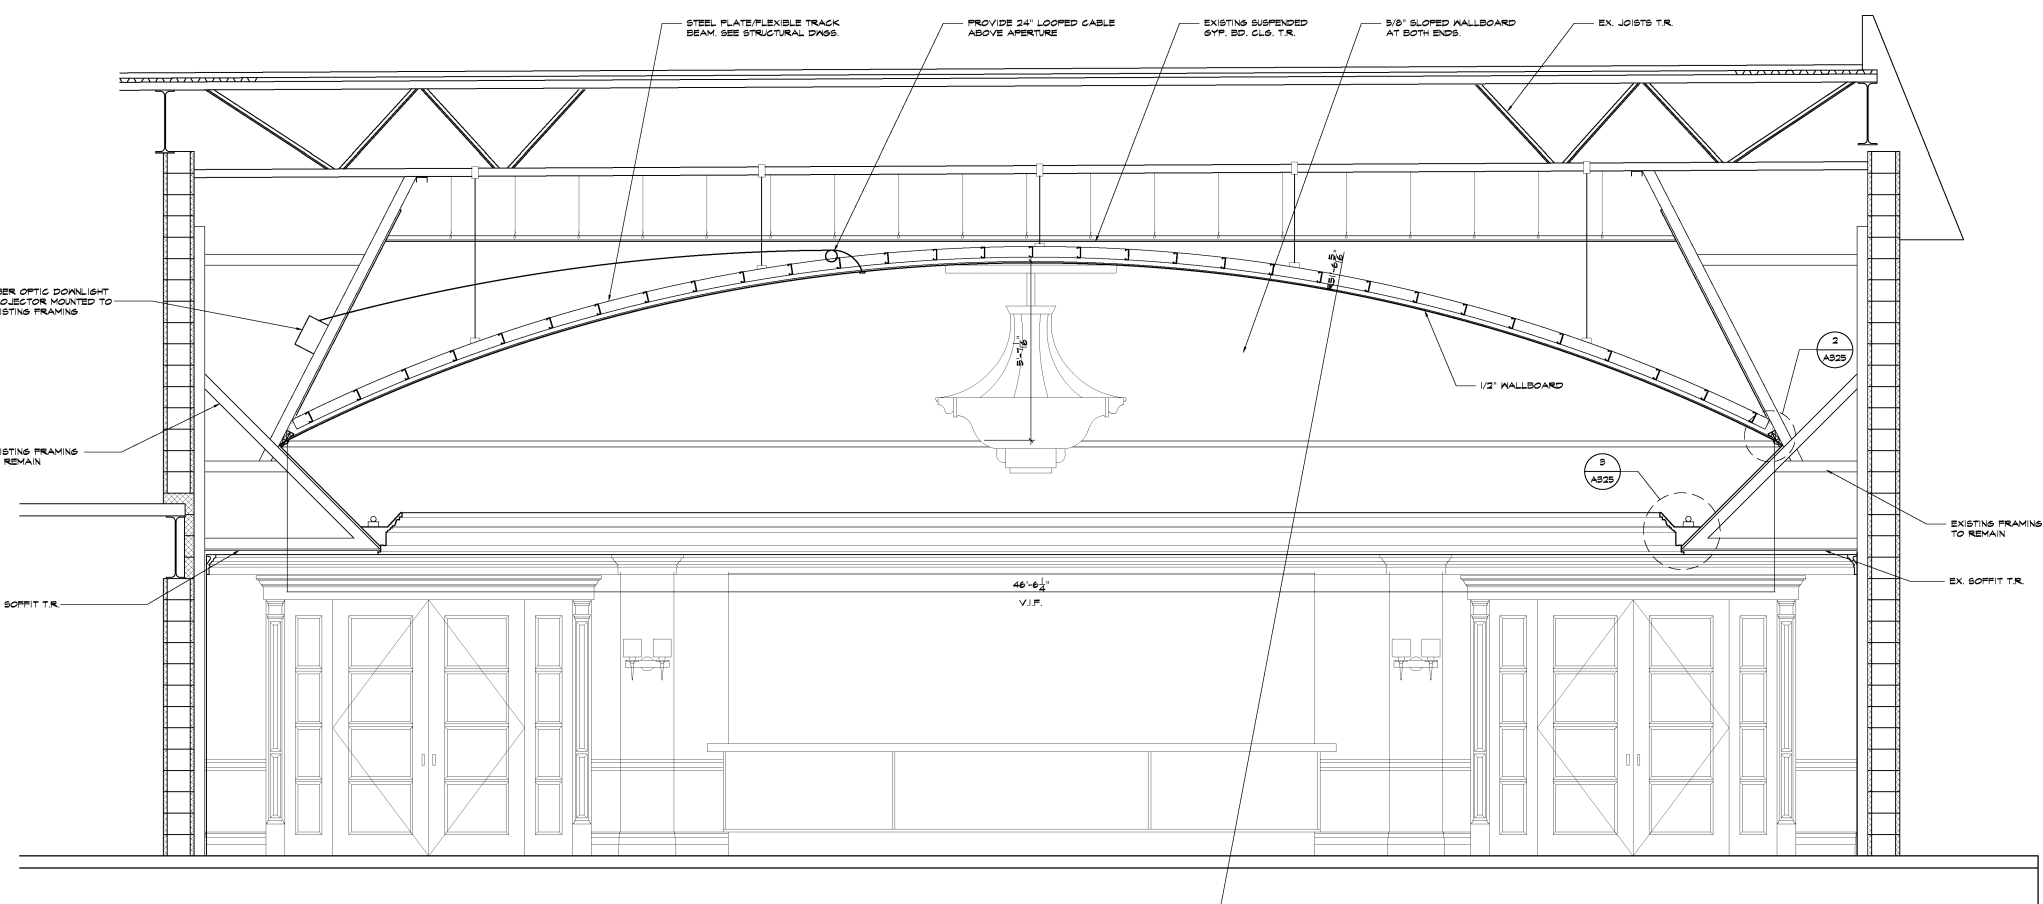 STEEL PLATE/FLEXIBLE TRACK
BEAM. SEE STRUCTURAL DWGS.
PROVIDE 24" LOOPED CABLE
ABOVE APERTURE
EXISTING SUSPENDED
GYP. BD. CLG. T.R.
5/8" SLOPED WALLBOARD
AT BOTH ENDS.
EX. JOISTS T.R.
BER OPTIC DOWNLIGHT
OJECTOR MOUNTED TO
ISTING FRAMING
2
A325
1/2" WALLBOARD
ISTING FRAMING
REMAIN
3
A325
EXISTING FRAMING
TO REMAIN
EX. SOFFIT T.R.
46'-6 1/4"
V.I.F.
SOFFIT T.R.